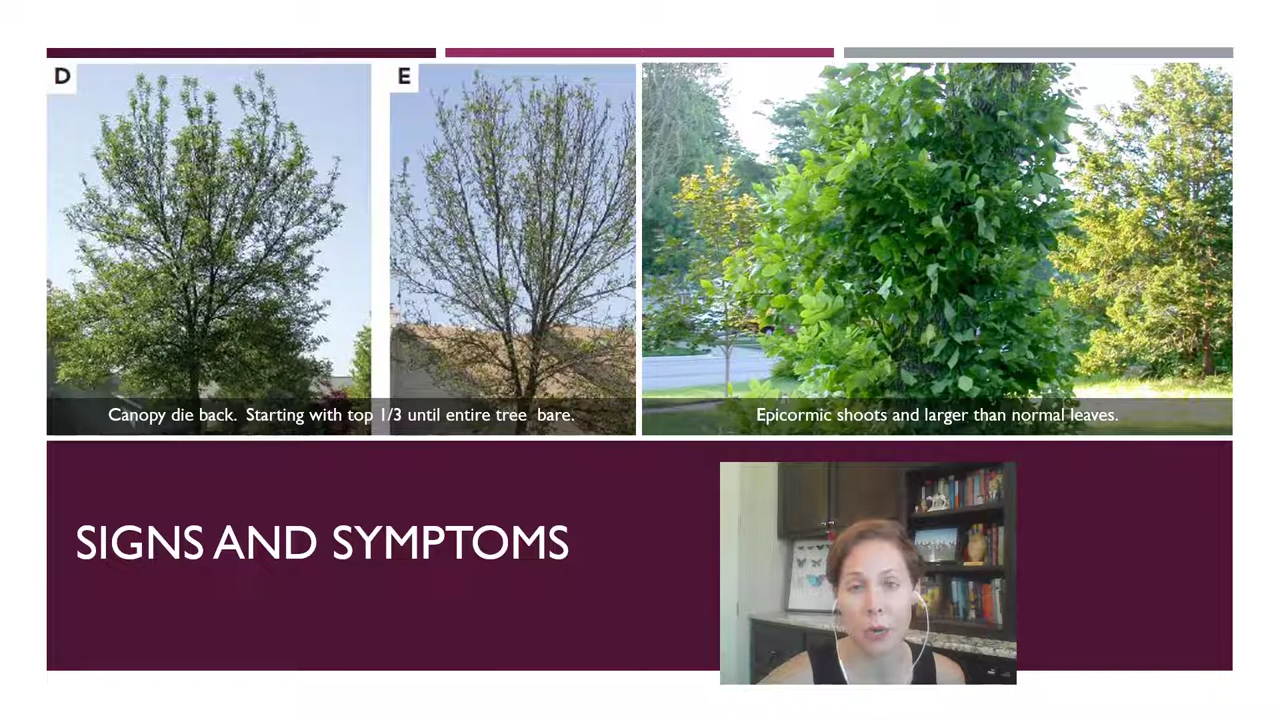 D
E
Canopy die back.  Starting with top 1/3 until entire tree  bare.
Epicormic shoots and larger than normal leaves.
SIGNS AND SYMPTOMS